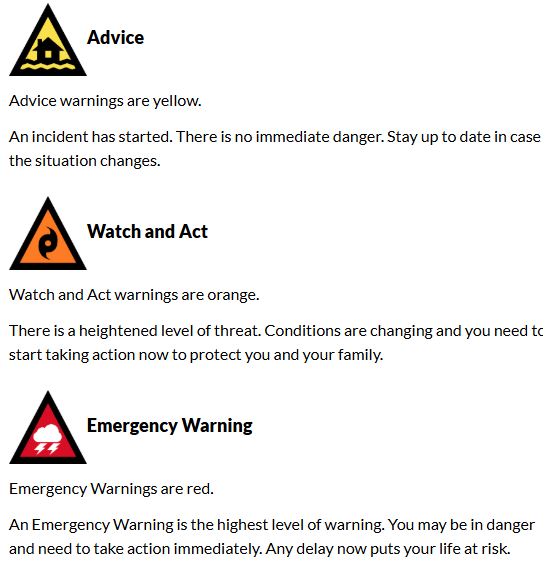 Advice
Advice warnings are yellow.
An incident has started. There is no immediate danger. Stay up to date in case
the situation changes.
Watch and Act
Watch and Act warnings are orange.
There is a heightened level of threat. Conditions are changing and you need to
start taking action now to protect you and your family.
Emergency Warning
Emergency Warnings are red.
An Emergency Warning is the highest level of warning. You may be in danger
and need to take action immediately. Any delay now puts your life at risk.